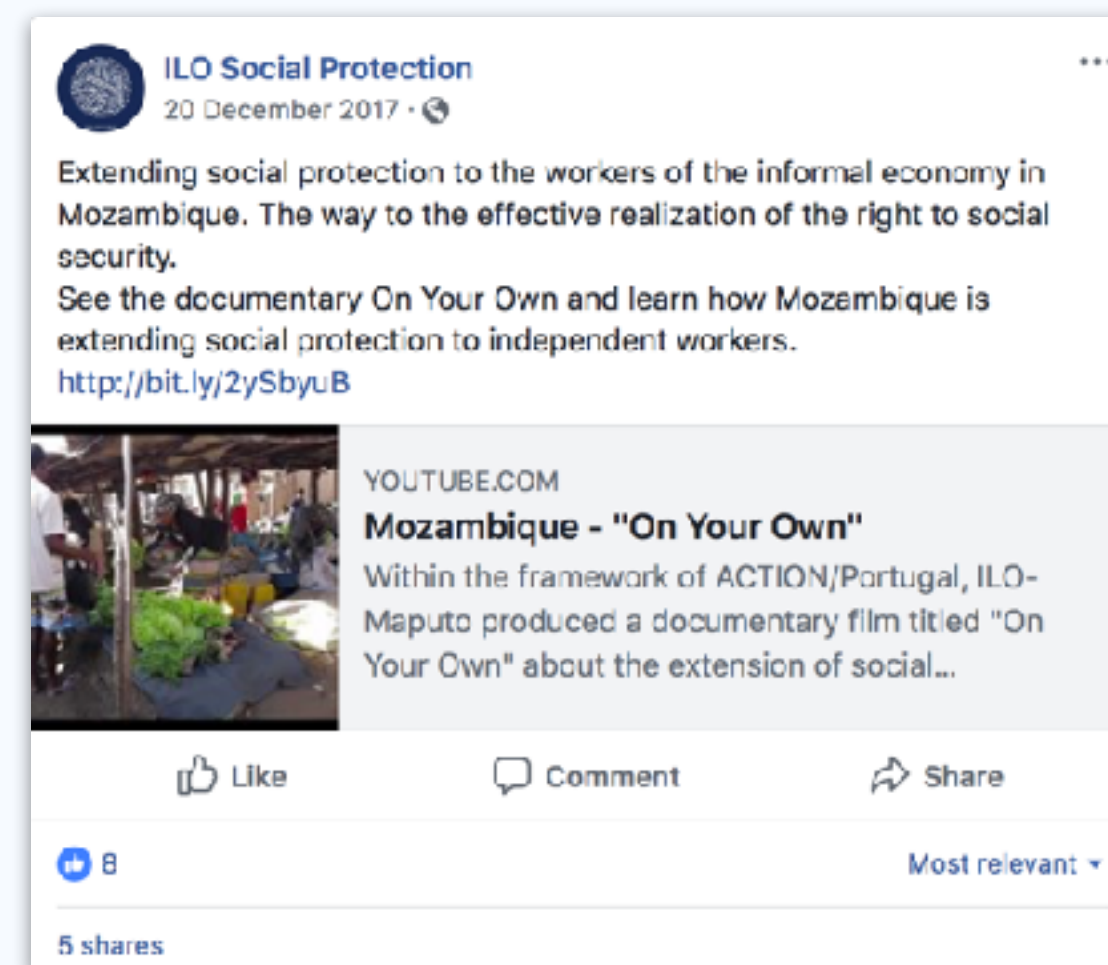 ILO Social Protection
20 December 2017 ·
Extending social protection to the workers of the informal economy in
Mozambique. The way to the effective realization of the right to social
security.
See the documentary On Your Own and learn how Mozambique is
extending social protection to independent workers.
http://bit.ly/2ySbyuB
YOUTUBE.COM
Mozambique - "On Your Own"
Within the framework of ACTION/Portugal, ILO-
Maputo produced a documentary film titled "On
Your Own" about the extension of social...
Like Comment Share
8 Most relevant
5 shares